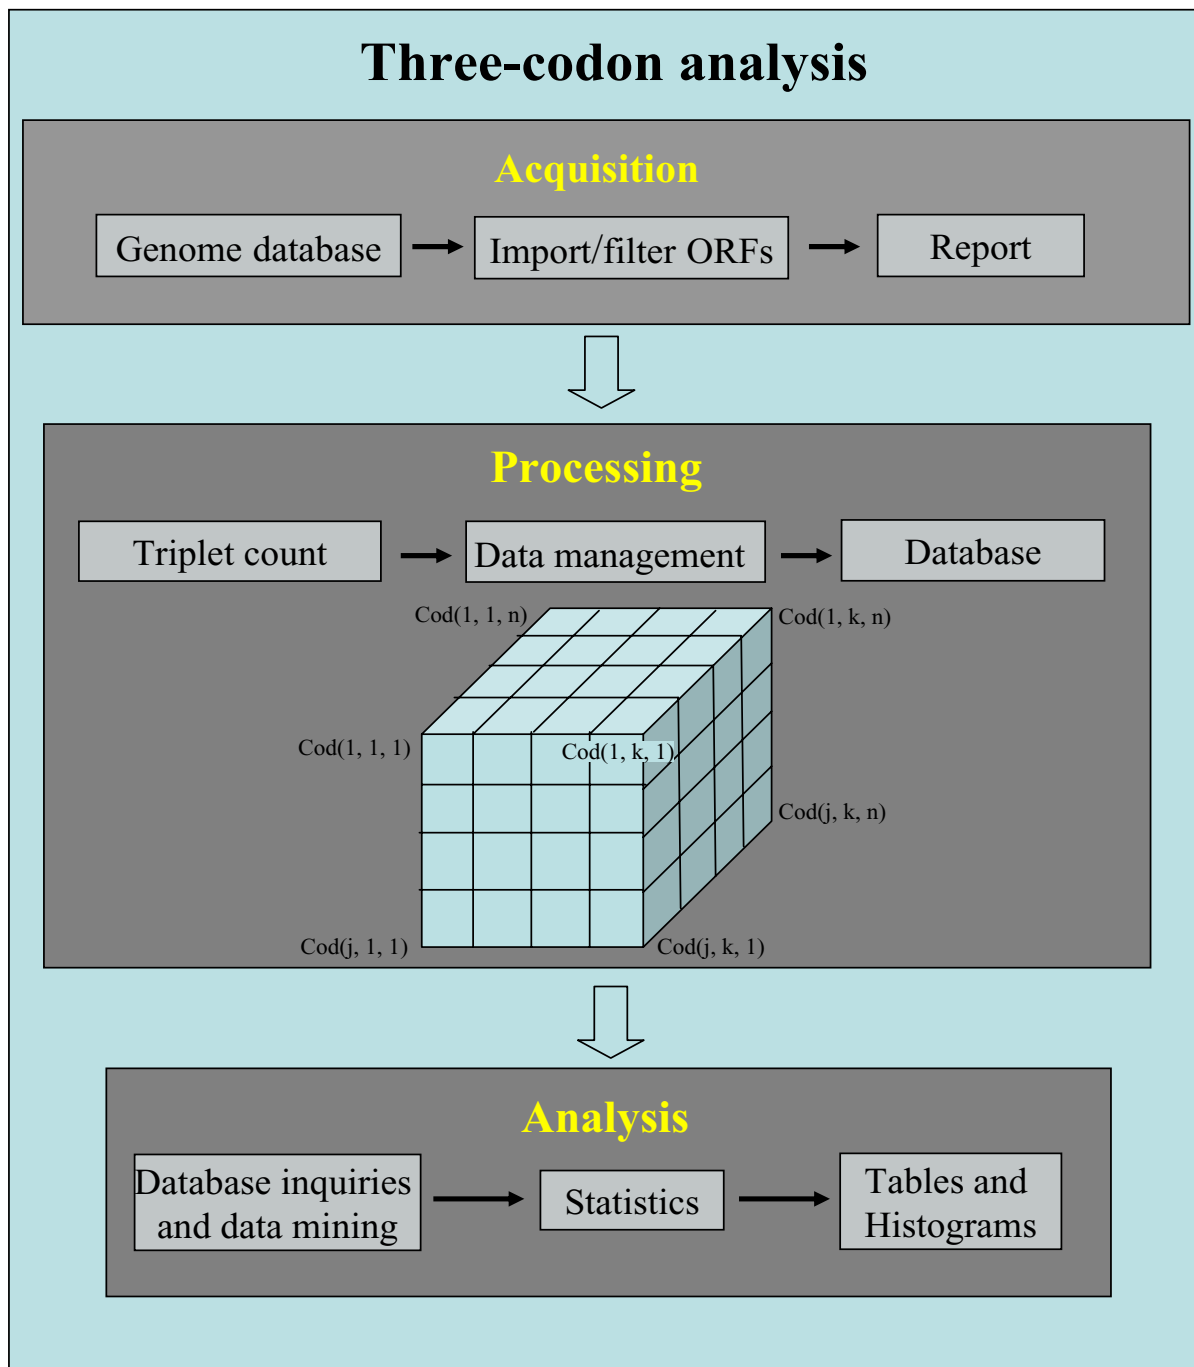 Three-codon analysis
Acquisition
Genome database
Import/filter ORFs
Report
Processing
Triplet count
Data management
Database
Cod(1, 1, n)
Cod(1, k, n)
Cod(1, 1, 1)
Cod(1, k, 1)
Cod(j, k, n)
Cod(j, 1, 1)
Cod(j, k, 1)
Analysis
Database inquiries
and data mining
Statistics
Tables and
Histograms